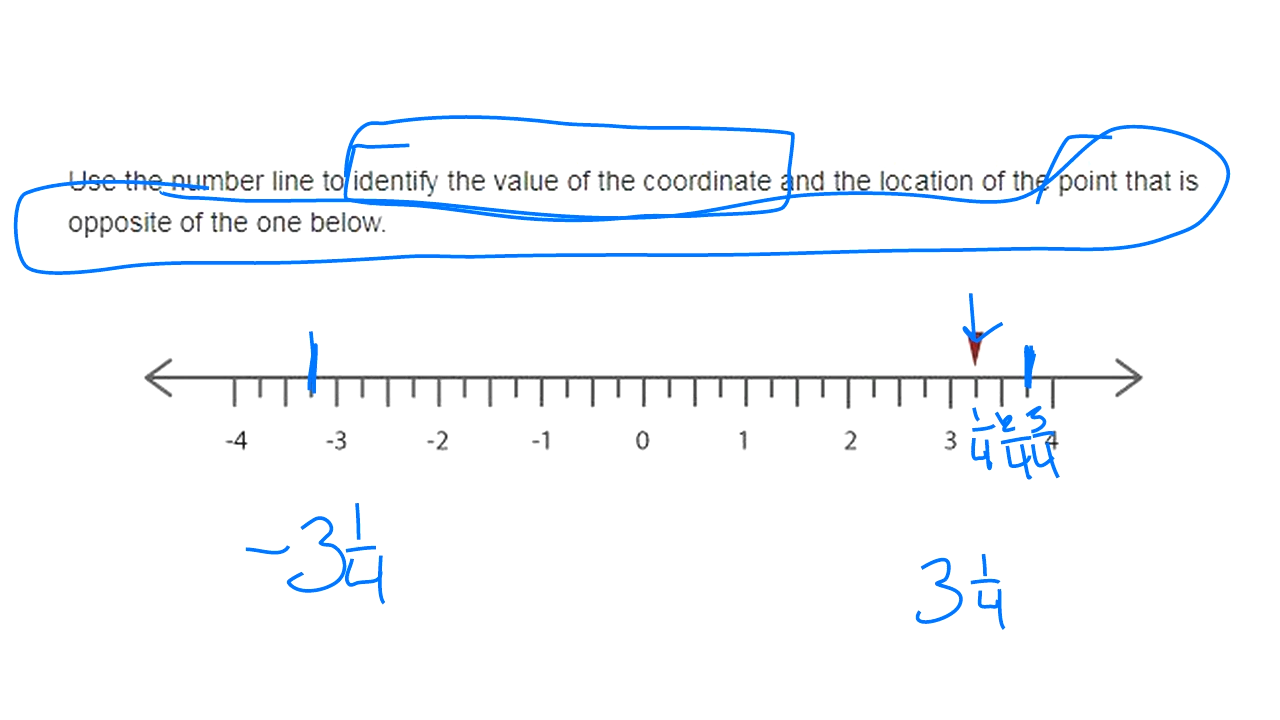 Use the number line to identify the value of the coordinate and the location of the point that is
opposite of the one below.
-4 -3 -2 -1 0 1 2 3 4
1/4 2/4 3/4
-3 1/4
3 1/4